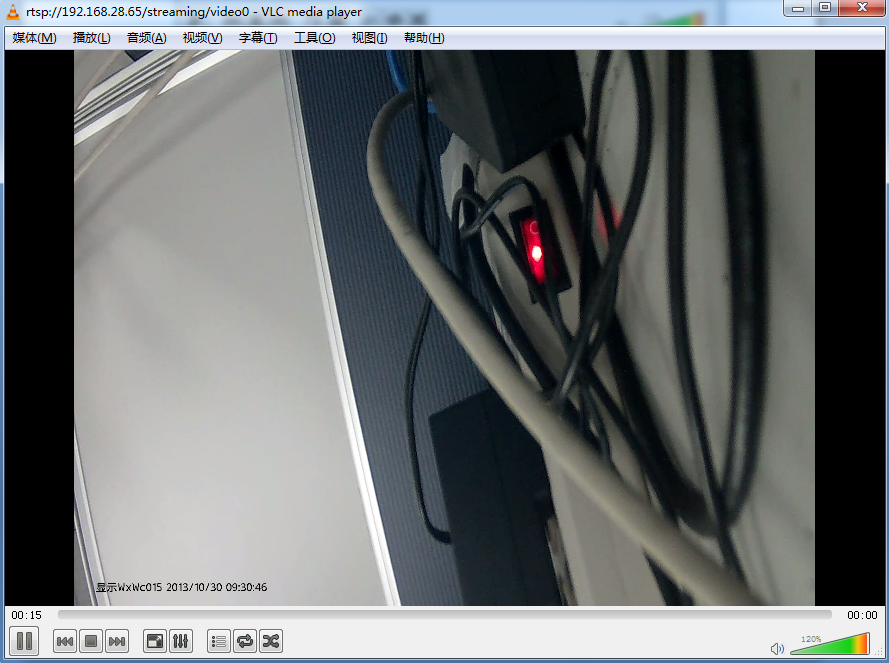 rtsp://192.168.28.65/streaming/video0 - VLC media player
媒体(M) 播放(L) 音频(A) 视频(V) 字幕(T) 工具(O) 视图(I) 帮助(H)
显示WxWc015 2013/10/30 09:30:46
00:15 00:00
120%